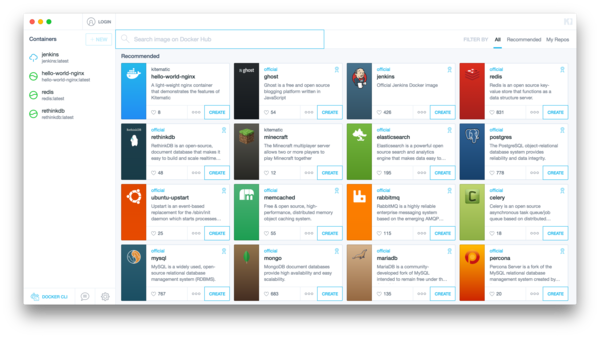 LOGIN
Containers
+ NEW
Search image on Docker Hub
FILTER BY
All
Recommended
My Repos
jenkins
jenkins:latest
hello-world-nginx
hello-world-nginx:latest
redis
redis:latest
rethinkdb
rethinkdb:latest
Recommended
kitematic
hello-world-nginx
A light-weight nginx container
that demonstrates the features of
Kitematic
8
CREATE
ghost
official
ghost
Ghost is a free and open source
blogging platform written in
JavaScript
54
CREATE
official
jenkins
Official Jenkins Docker image
426
CREATE
official
redis
Redis is an open source key-
value store that functions as a
data structure server.
831
CREATE
official
rethinkdb
RethinkDB is an open-source,
document database that makes it
easy to build and scale realtime...
46
CREATE
kitematic
minecraft
The Minecraft multiplayer server
allows two or more players to
play Minecraft together
12
CREATE
official
elasticsearch
Elasticsearch is a powerful open
source search and analytics
engine that makes data easy to...
195
CREATE
official
postgres
The PostgreSQL object-relational
database system provides
reliability and data integrity.
776
CREATE
official
ubuntu-upstart
Upstart is an event-based
replacement for the /sbin/init
daemon which starts processes...
25
CREATE
official
memcached
Free & open source, high-
performance, distributed memory
object caching system.
55
CREATE
official
rabbitmq
RabbitMQ is a highly reliable
enterprise messaging system
based on the emerging AMQP...
115
CREATE
official
celery
Celery is an open source
asynchronous task queue/job
queue based on distributed...
18
CREATE
official
mysql
MySQL is a widely used, open-
source relational database
management system (RDBMS).
787
CREATE
official
mongo
MongoDB document databases
provide high availability and easy
scalability.
683
CREATE
official
mariadb
MariaDB is a community-
developed fork of MySQL
intended to remain free under th...
135
CREATE
official
percona
Percona Server is a fork of the
MySQL relational database
management system created by...
20
CREATE
DOCKER CLI